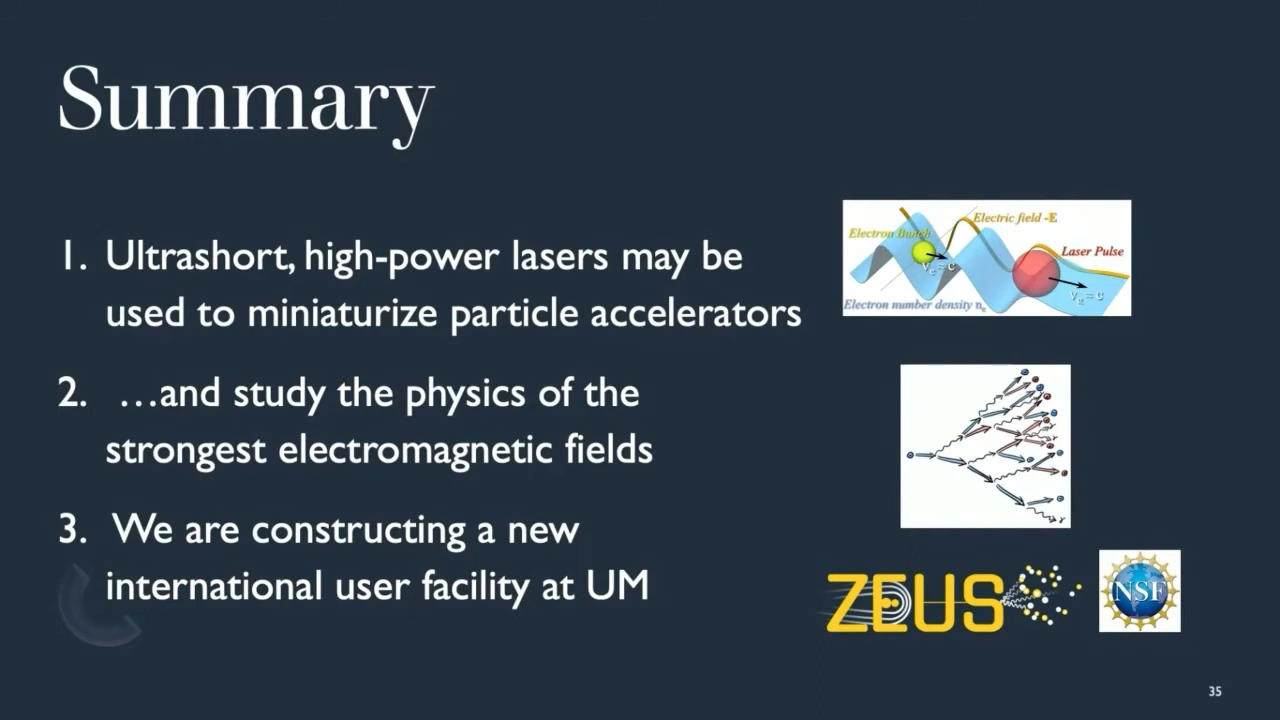 Summary
1. Ultrashort, high-power lasers may be
used to miniaturize particle accelerators
2. …and study the physics of the
strongest electromagnetic fields
3. We are constructing a new
international user facility at UM
Electric field -E
Electron Bunch
Laser Pulse
Electron number density nₑ
ZEUS
NSF
35